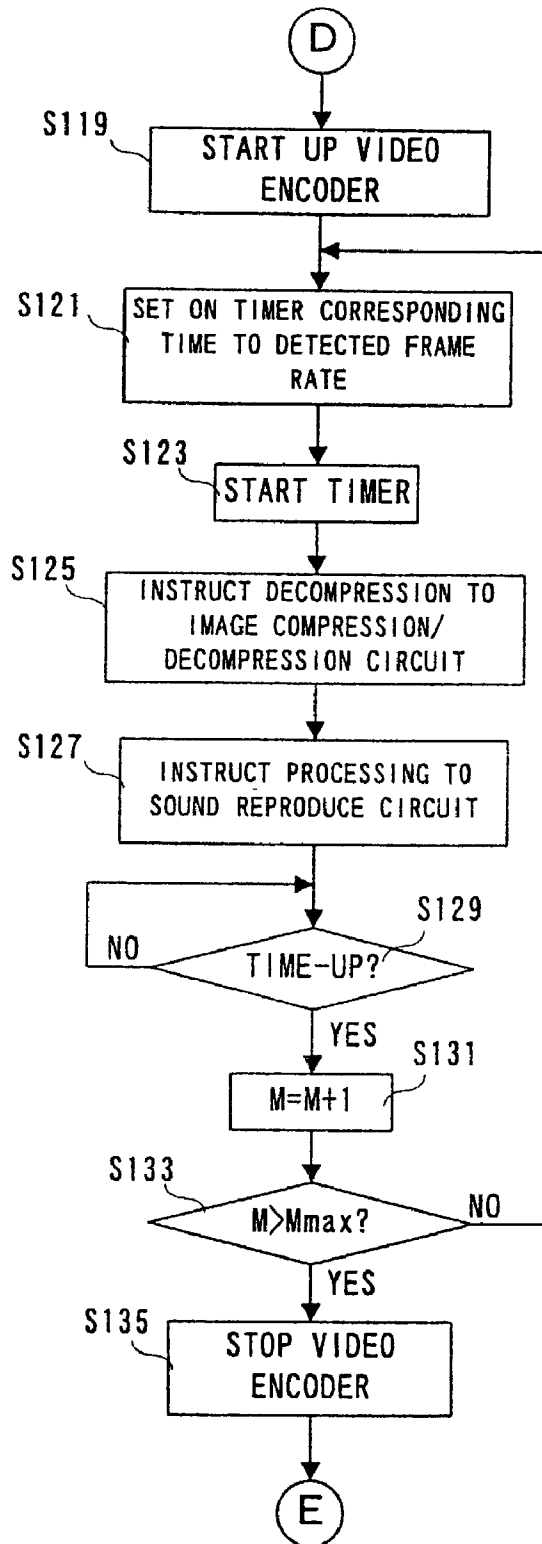 D
S119
START UP VIDEO
ENCODER
S121
SET ON TIMER CORRESPONDING
TIME TO DETECTED FRAME
RATE
S123
START TIMER
S125
INSTRUCT DECOMPRESSION TO
IMAGE COMPRESSION/
DECOMPRESSION CIRCUIT
S127
INSTRUCT PROCESSING TO
SOUND REPRODUCE CIRCUIT
S129
NO
TIME-UP?
YES
S131
M=M+1
S133
M>Mmax?
NO
YES
S135
STOP VIDEO
ENCODER
E